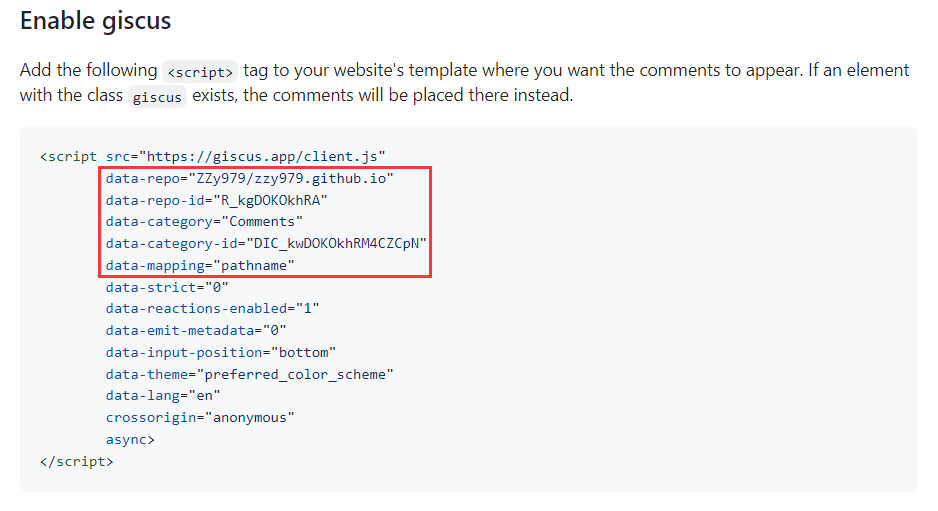 Enable giscus
Add the following <script> tag to your website's template where you want the comments to appear. If an element
with the class giscus exists, the comments will be placed there instead.
<script src="https://giscus.app/client.js"
data-repo="ZZy979/zzy979.github.io"
data-repo-id="R_kgDOKOkhRA"
data-category="Comments"
data-category-id="DIC_kwDOKOkhRM4CZCpN"
data-mapping="pathname"
data-strict="0"
data-reactions-enabled="1"
data-emit-metadata="0"
data-input-position="bottom"
data-theme="preferred_color_scheme"
data-lang="en"
crossorigin="anonymous"
async>
</script>